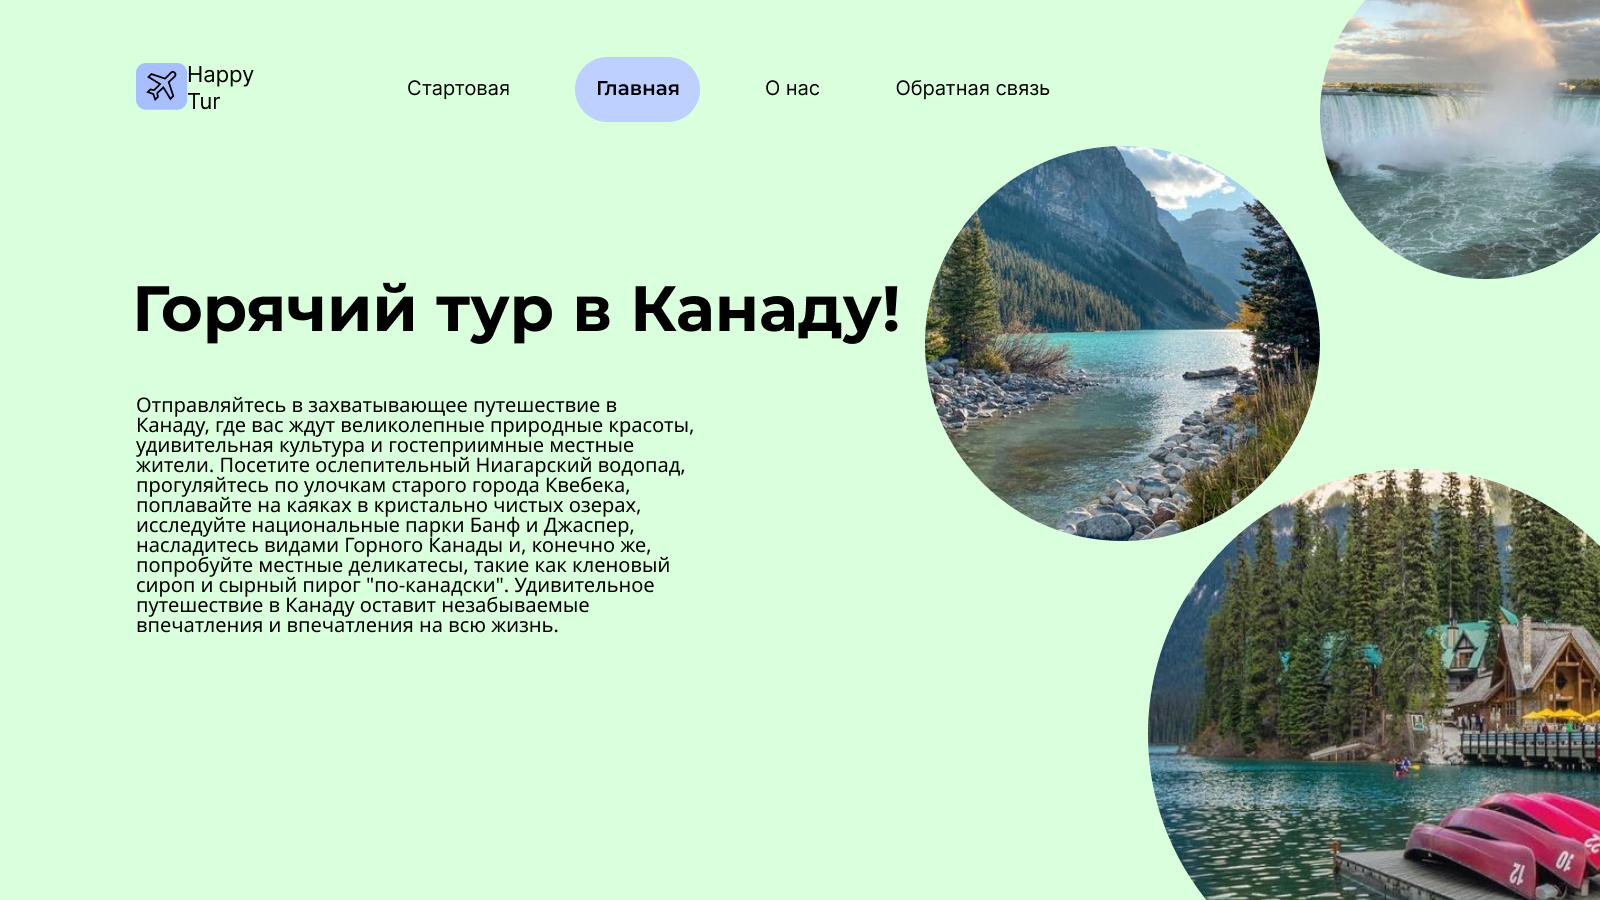 Happy
Tur
Стартовая
Главная
О нас
Обратная связь
Горячий тур в Канаду!
Отправляйтесь в захватывающее путешествие в
Канаду, где вас ждут великолепные природные красоты,
удивительная культура и гостеприимные местные
жители. Посетите ослепительный Ниагарский водопад,
прогуляйтесь по улочкам старого города Квебека,
поплавайте на каяках в кристально чистых озерах,
исследуйте национальные парки Банф и Джаспер,
насладитесь видами Горного Канады и, конечно же,
попробуйте местные деликатесы, такие как кленовый
сироп и сырный пирог "по-канадски". Удивительное
путешествие в Канаду оставит незабываемые
впечатления и впечатления на всю жизнь.
12
10
22